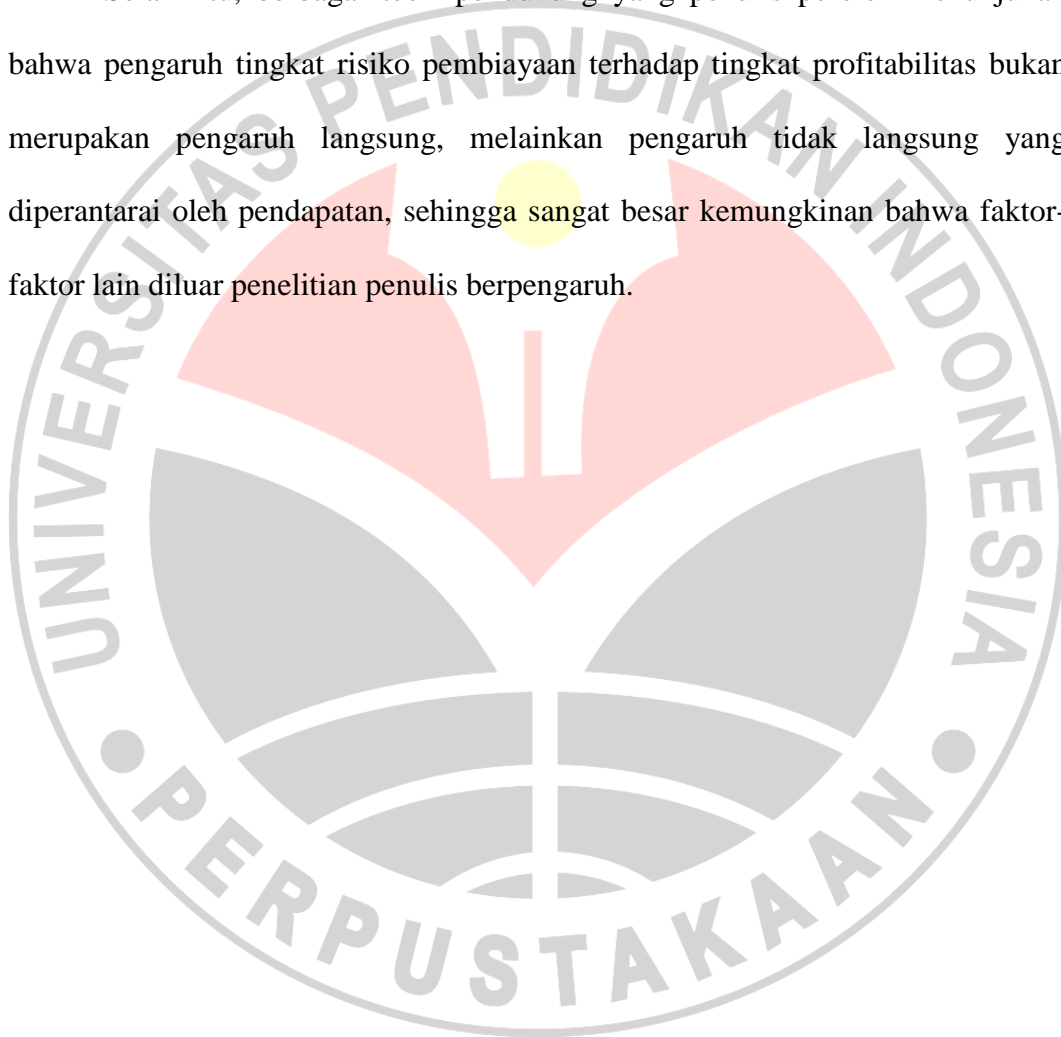 bahwa pengaruh tingkat risiko pembiayaan terhadap tingkat profitabilitas bukan
merupakan pengaruh langsung, melainkan pengaruh tidak langsung yang
diperantarai oleh pendapatan, sehingga sangat besar kemungkinan bahwa faktor-
faktor lain diluar penelitian penulis berpengaruh.
UNIVERSITAS PENDIDIKAN INDONESIA
PERPUSTAKAAN